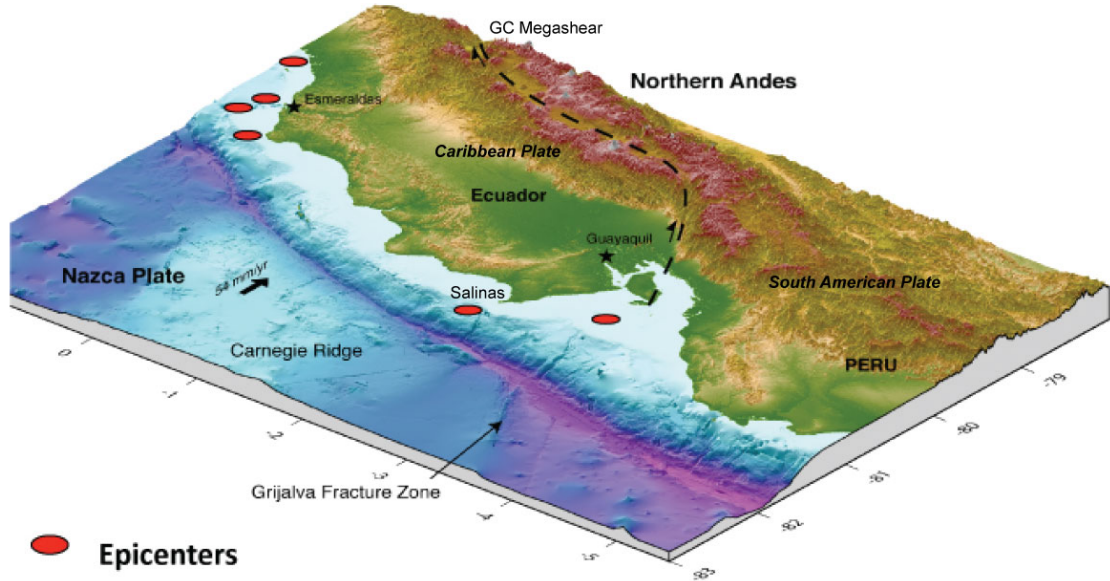 GC Megashear
Northern Andes
Esmeraldas
Caribbean Plate
Ecuador
Guayaquil
Nazca Plate
54 mm/yr
South American Plate
Salinas
Carnegie Ridge
PERU
Grijalva Fracture Zone
0
-1
-2
-3
-4
-5
-79
-80
-81
-82
-83
Epicenters